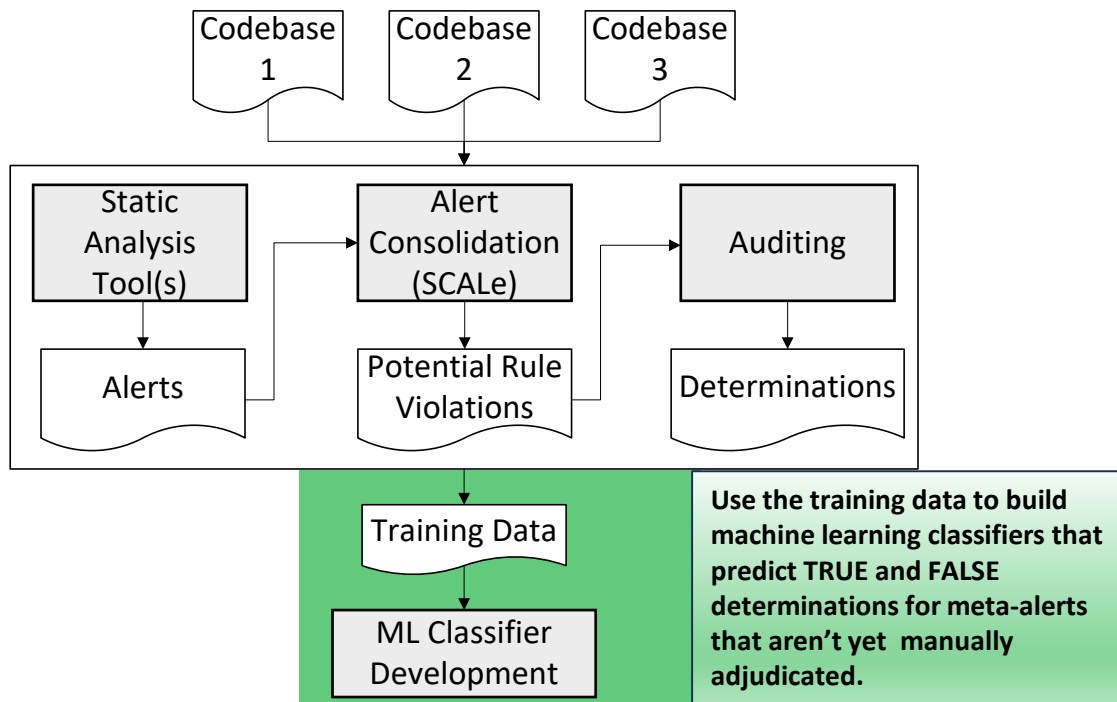 Codebase
1
Codebase
2
Codebase
3
Static
Analysis
Tool(s)
Alert
Consolidation
(SCALe)
Auditing
Alerts
Potential Rule
Violations
Determinations
Training Data
ML Classifier
Development
Use the training data to build
machine learning classifiers that
predict TRUE and FALSE
determinations for meta-alerts
that aren’t yet  manually
adjudicated.